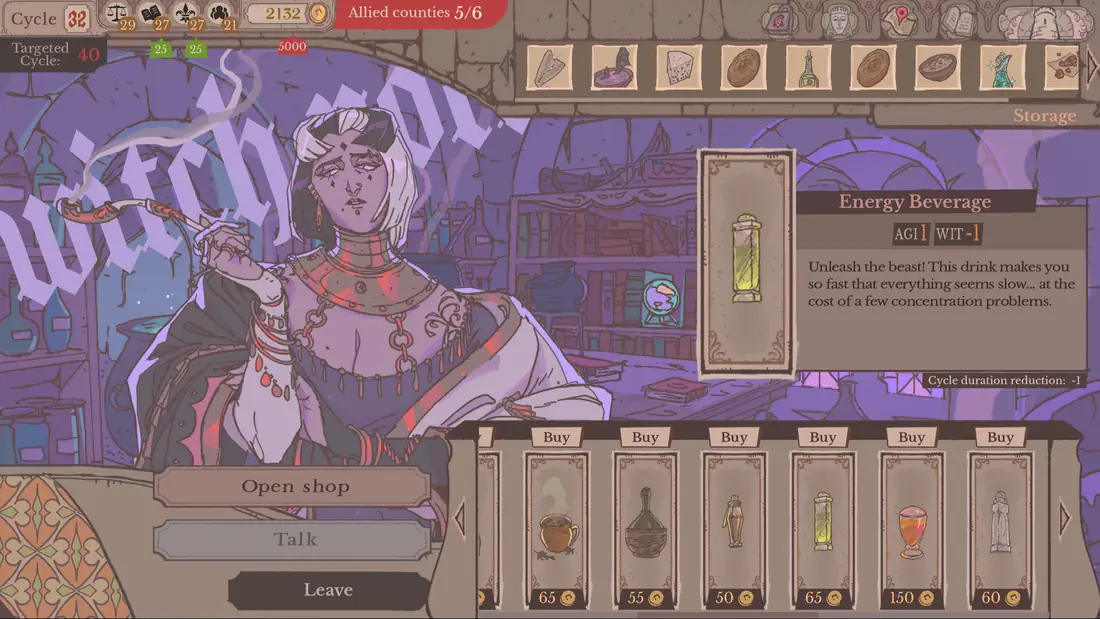 Cycle 32
29 27 27 21
2132
Allied counties 5/6
Targeted
Cycle: 40
25 25
5000
Storage
Energy Beverage
AGI 1 WIT -1
Unleash the beast! This drink makes you
so fast that everything seems slow... at the
cost of a few concentration problems.
Cycle duration reduction: -1
Buy Buy Buy Buy Buy Buy
65 55 50 65 150 60
Open shop
Talk
Leave